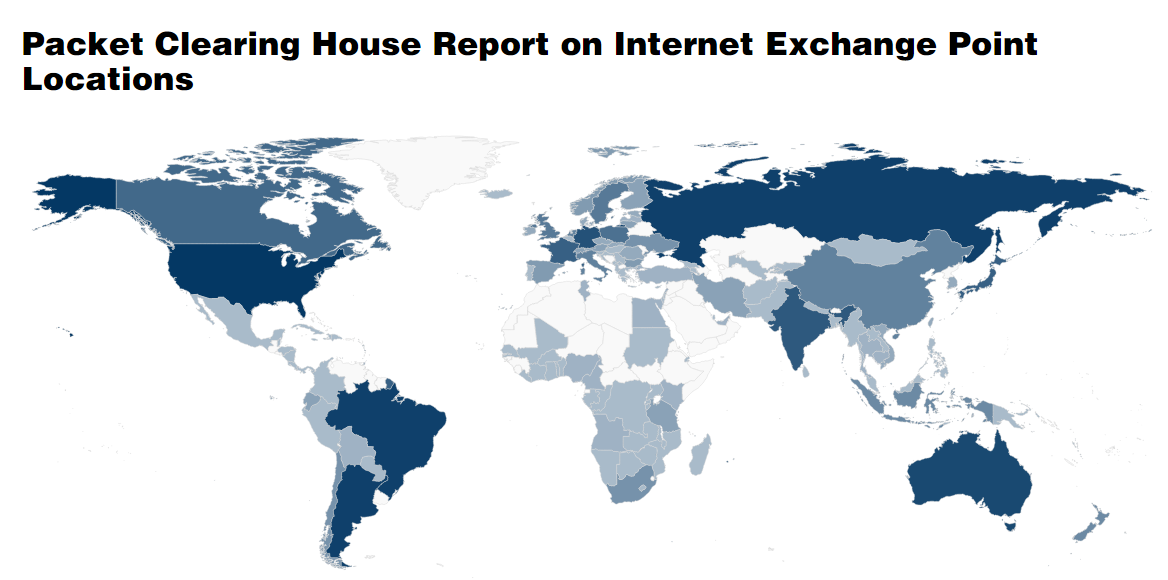 Packet Clearing House Report on Internet Exchange Point
Locations